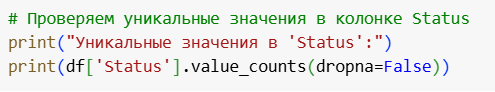 # Проверяем уникальные значения в колонке Status
print("Уникальные значения в 'Status':")
print(df['Status'].value_counts(dropna=False))